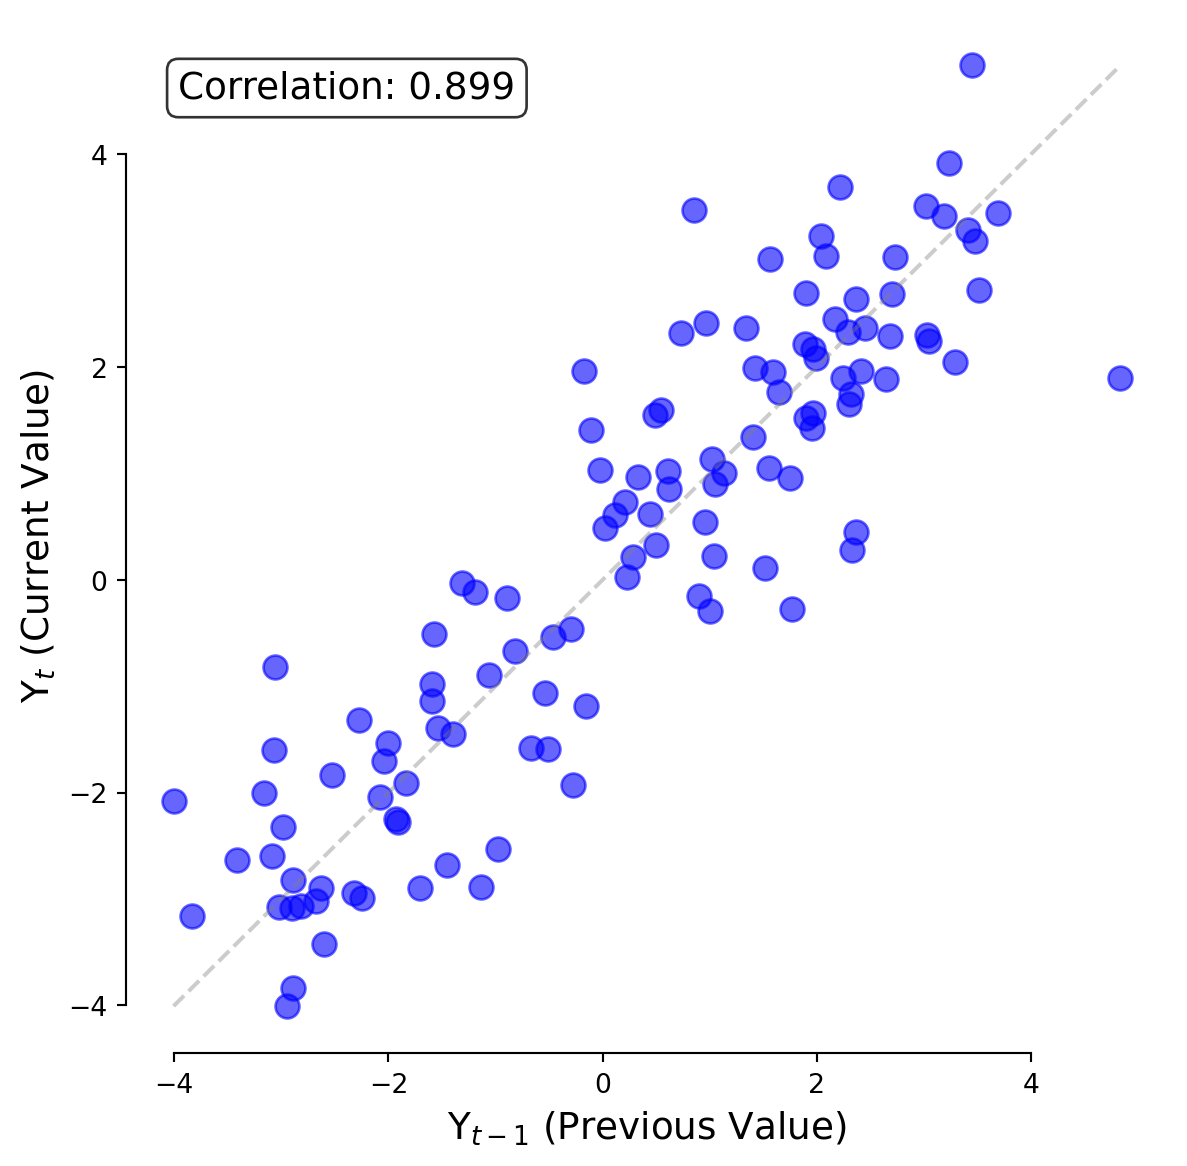 Correlation: 0.899
4
2
0
−2
−4
Y_t (Current Value)
−4 −2 0 2 4
Y_{t−1} (Previous Value)